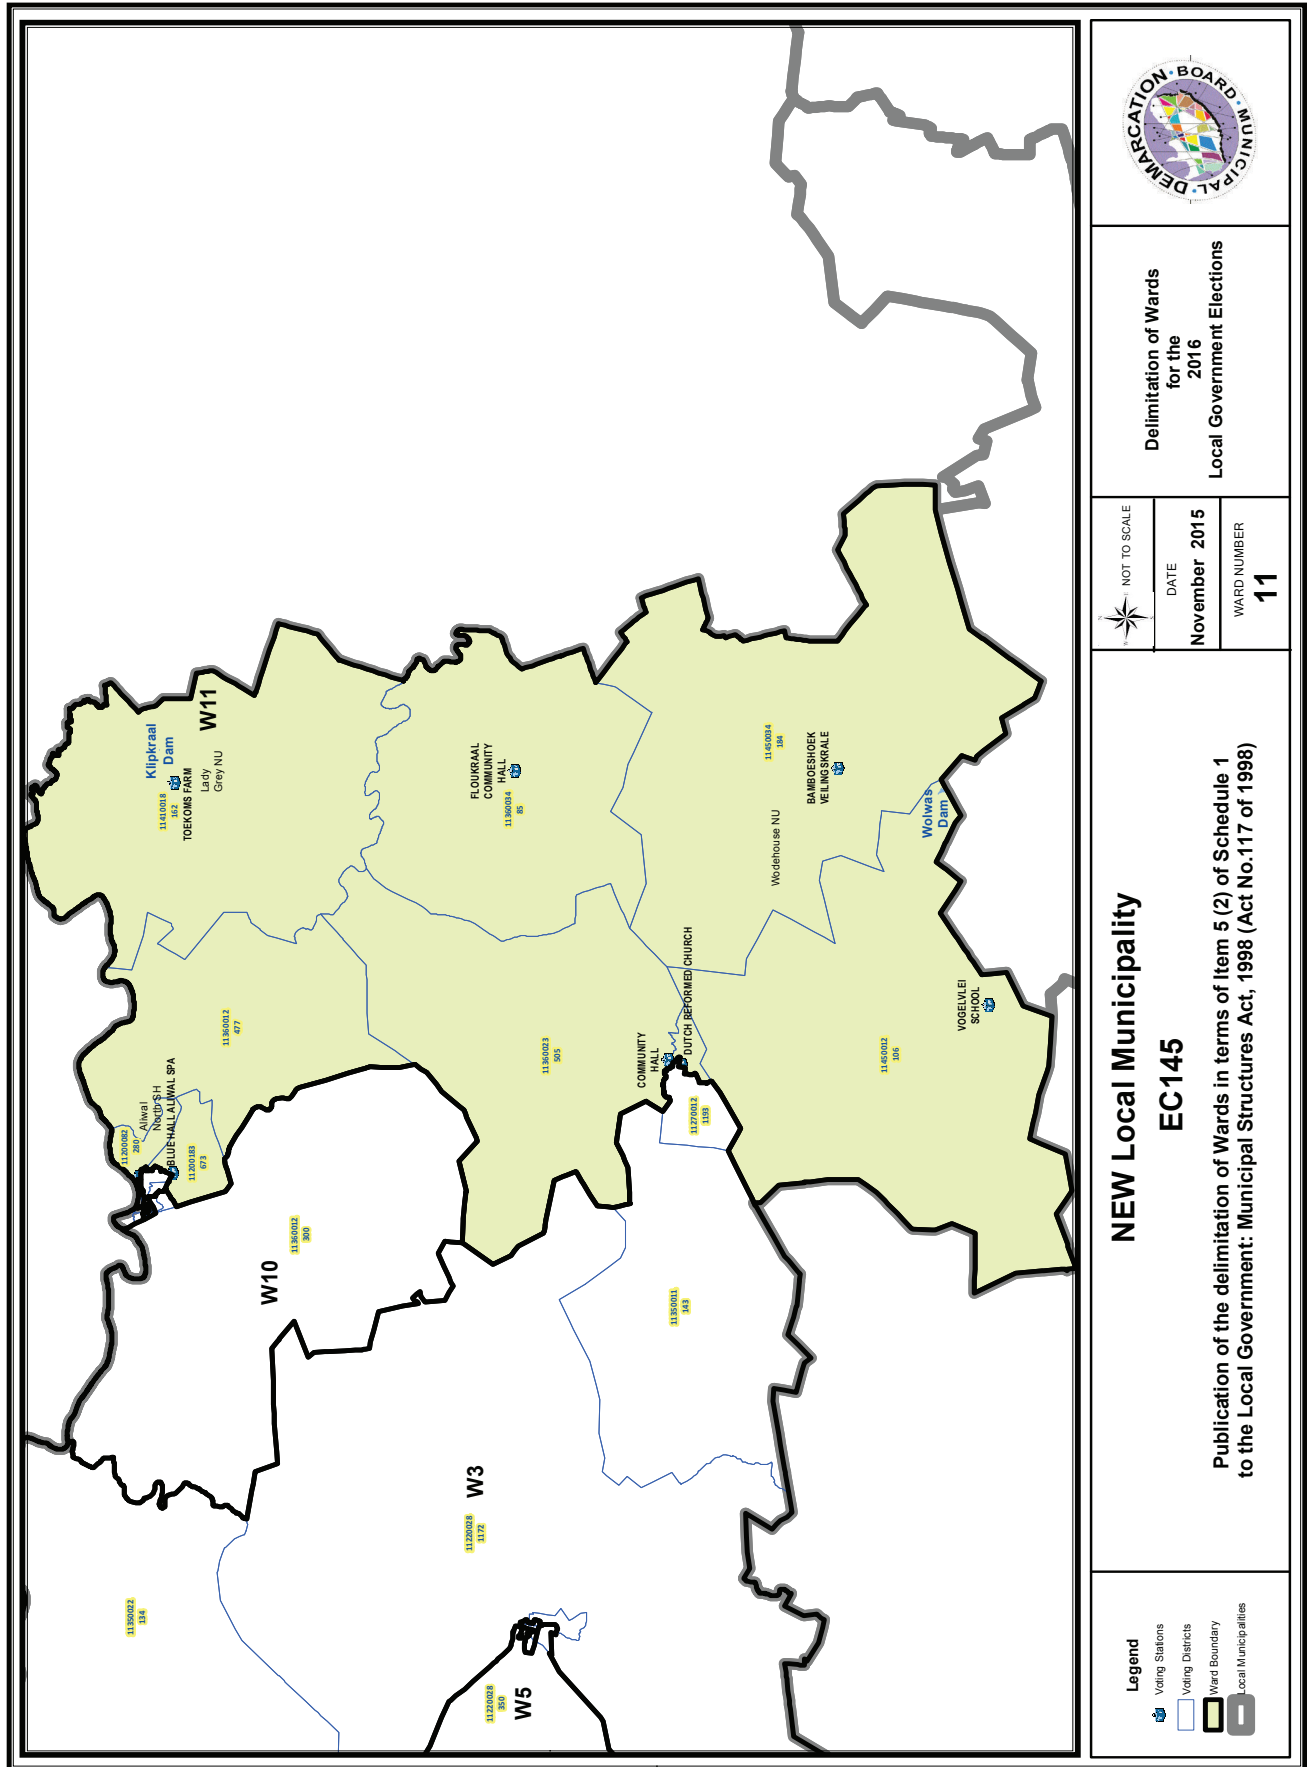 11410018
162
TOEKOMS FARM
Klipkraal
Dam
Lady
Grey NU
W11
FLOUKRAAL
COMMUNITY
HALL
11360034
85
11450034
184
BAMBOESHOEK
VEILINGSKRALE
Wodehouse NU
Wolwas
Dam
11360012
477
11360023
505
COMMUNITY
HALL
DUTCH REFORMED CHURCH
VOGELVLEI
SCHOOL
11450012
106
11270012
1193
11200082
280
Aliwal
North SH
BLUE HALL ALIWAL SPA
11200183
673
11360012
300
W10
11350011
143
W3
11220028
1172
11350022
134
11220028
350
W5
Legend
Voting Stations
Voting Districts
Ward Boundary
Local Municipalities
NEW Local Municipality
EC145
Publication of the delimitation of Wards in terms of Item 5 (2) of Schedule 1
to the Local Government: Municipal Structures Act, 1998 (Act No.117 of 1998)
NOT TO SCALE
DATE
November 2015
WARD NUMBER
11
Delimitation of Wards
for the
2016
Local Government Elections
MUNICIPAL • DEMARCATION • BOARD •